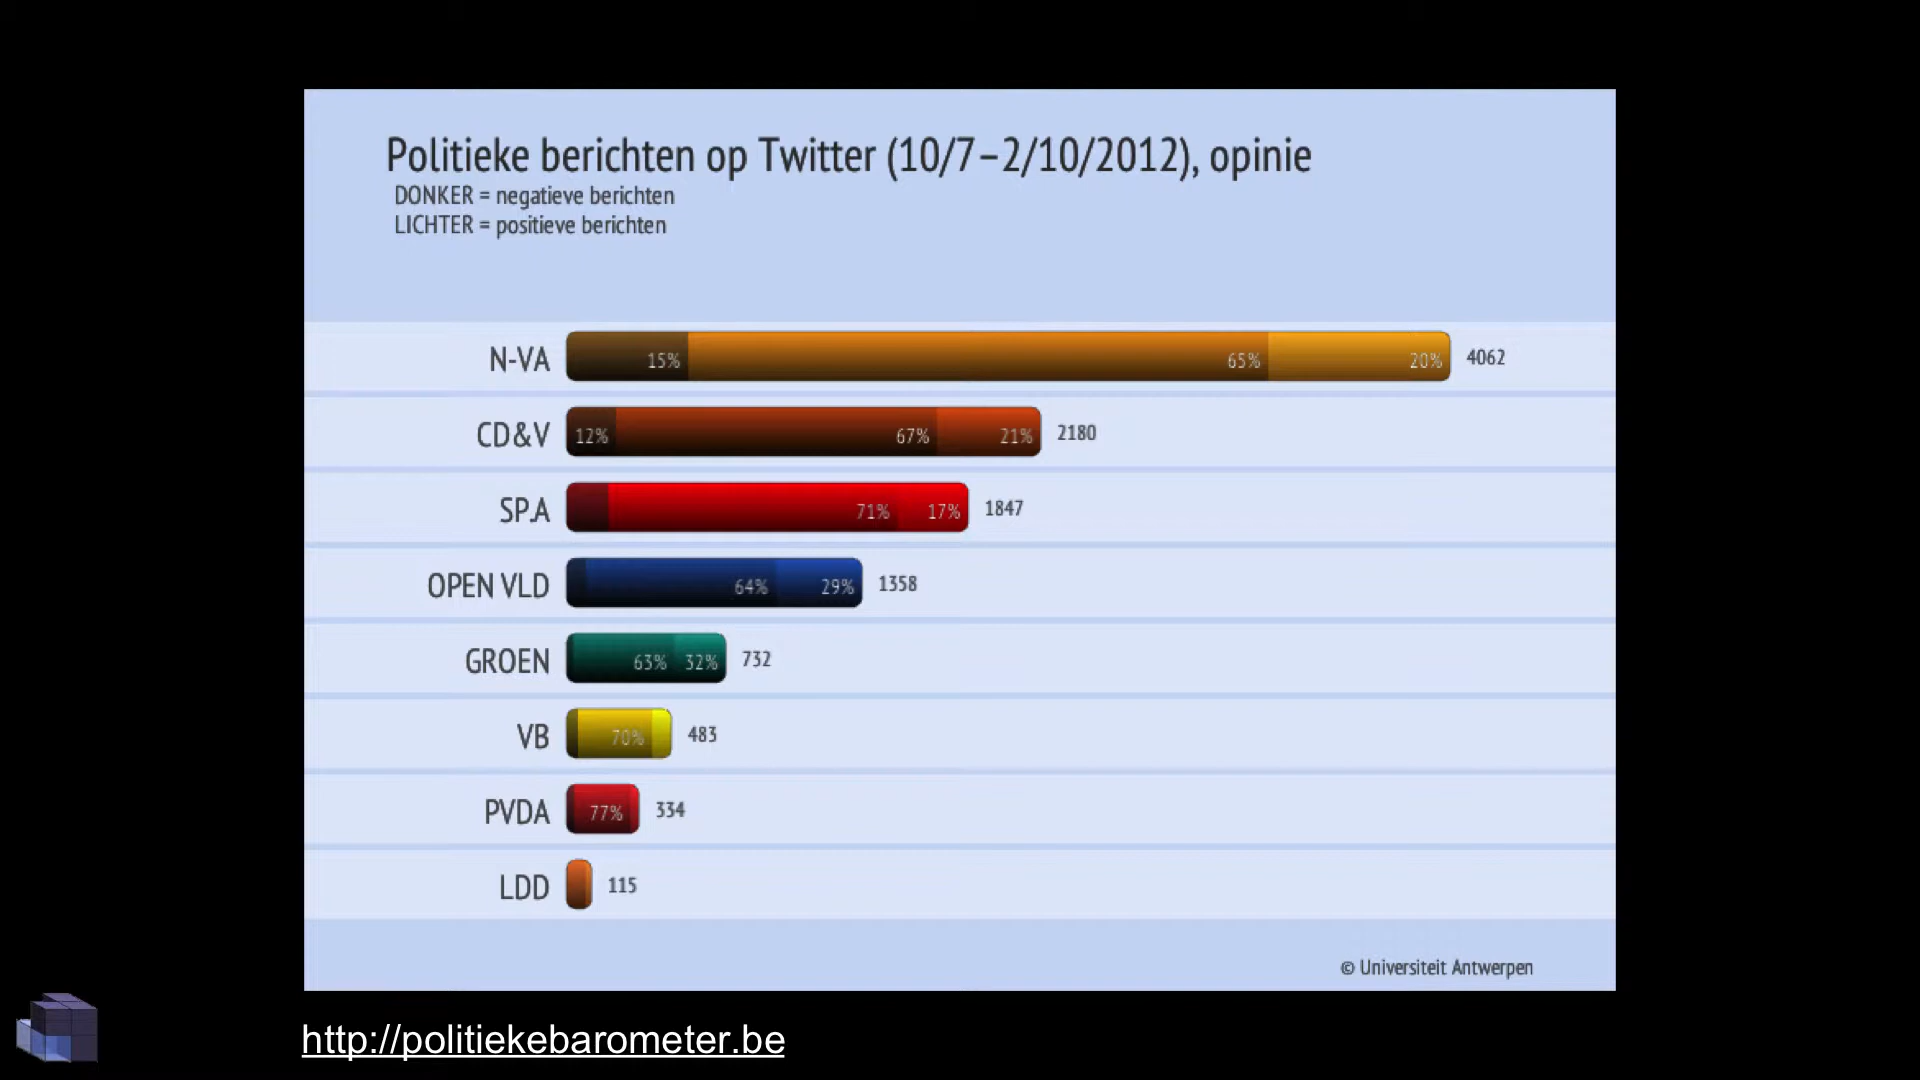 Politieke berichten op Twitter (10/7–2/10/2012), opinie
DONKER = negatieve berichten
LICHTER = positieve berichten
N-VA 15% 65% 20% 4062
CD&V 12% 67% 21% 2180
SP.A 71% 17% 1847
OPEN VLD 64% 29% 1358
GROEN 63% 32% 732
VB 70% 483
PVDA 77% 334
LDD 115
© Universiteit Antwerpen
http://politiekebarometer.be